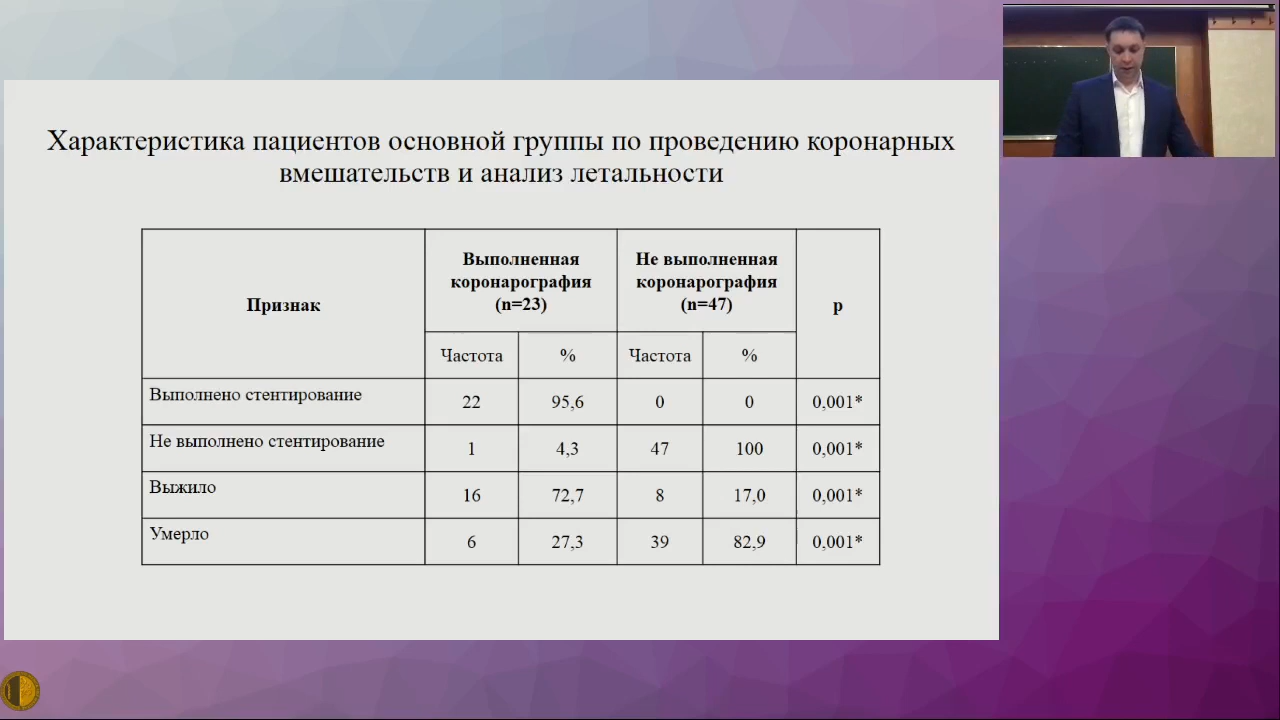 Характеристика пациентов основной группы по проведению коронарных
вмешательств и анализ летальности
Признак
Выполненная
коронарография
(n=23)
Не выполненная
коронарография
(n=47)
p
Частота % Частота %
Выполнено стентирование 22 95,6 0 0 0,001*
Не выполнено стентирование 1 4,3 47 100 0,001*
Выжило 16 72,7 8 17,0 0,001*
Умерло 6 27,3 39 82,9 0,001*